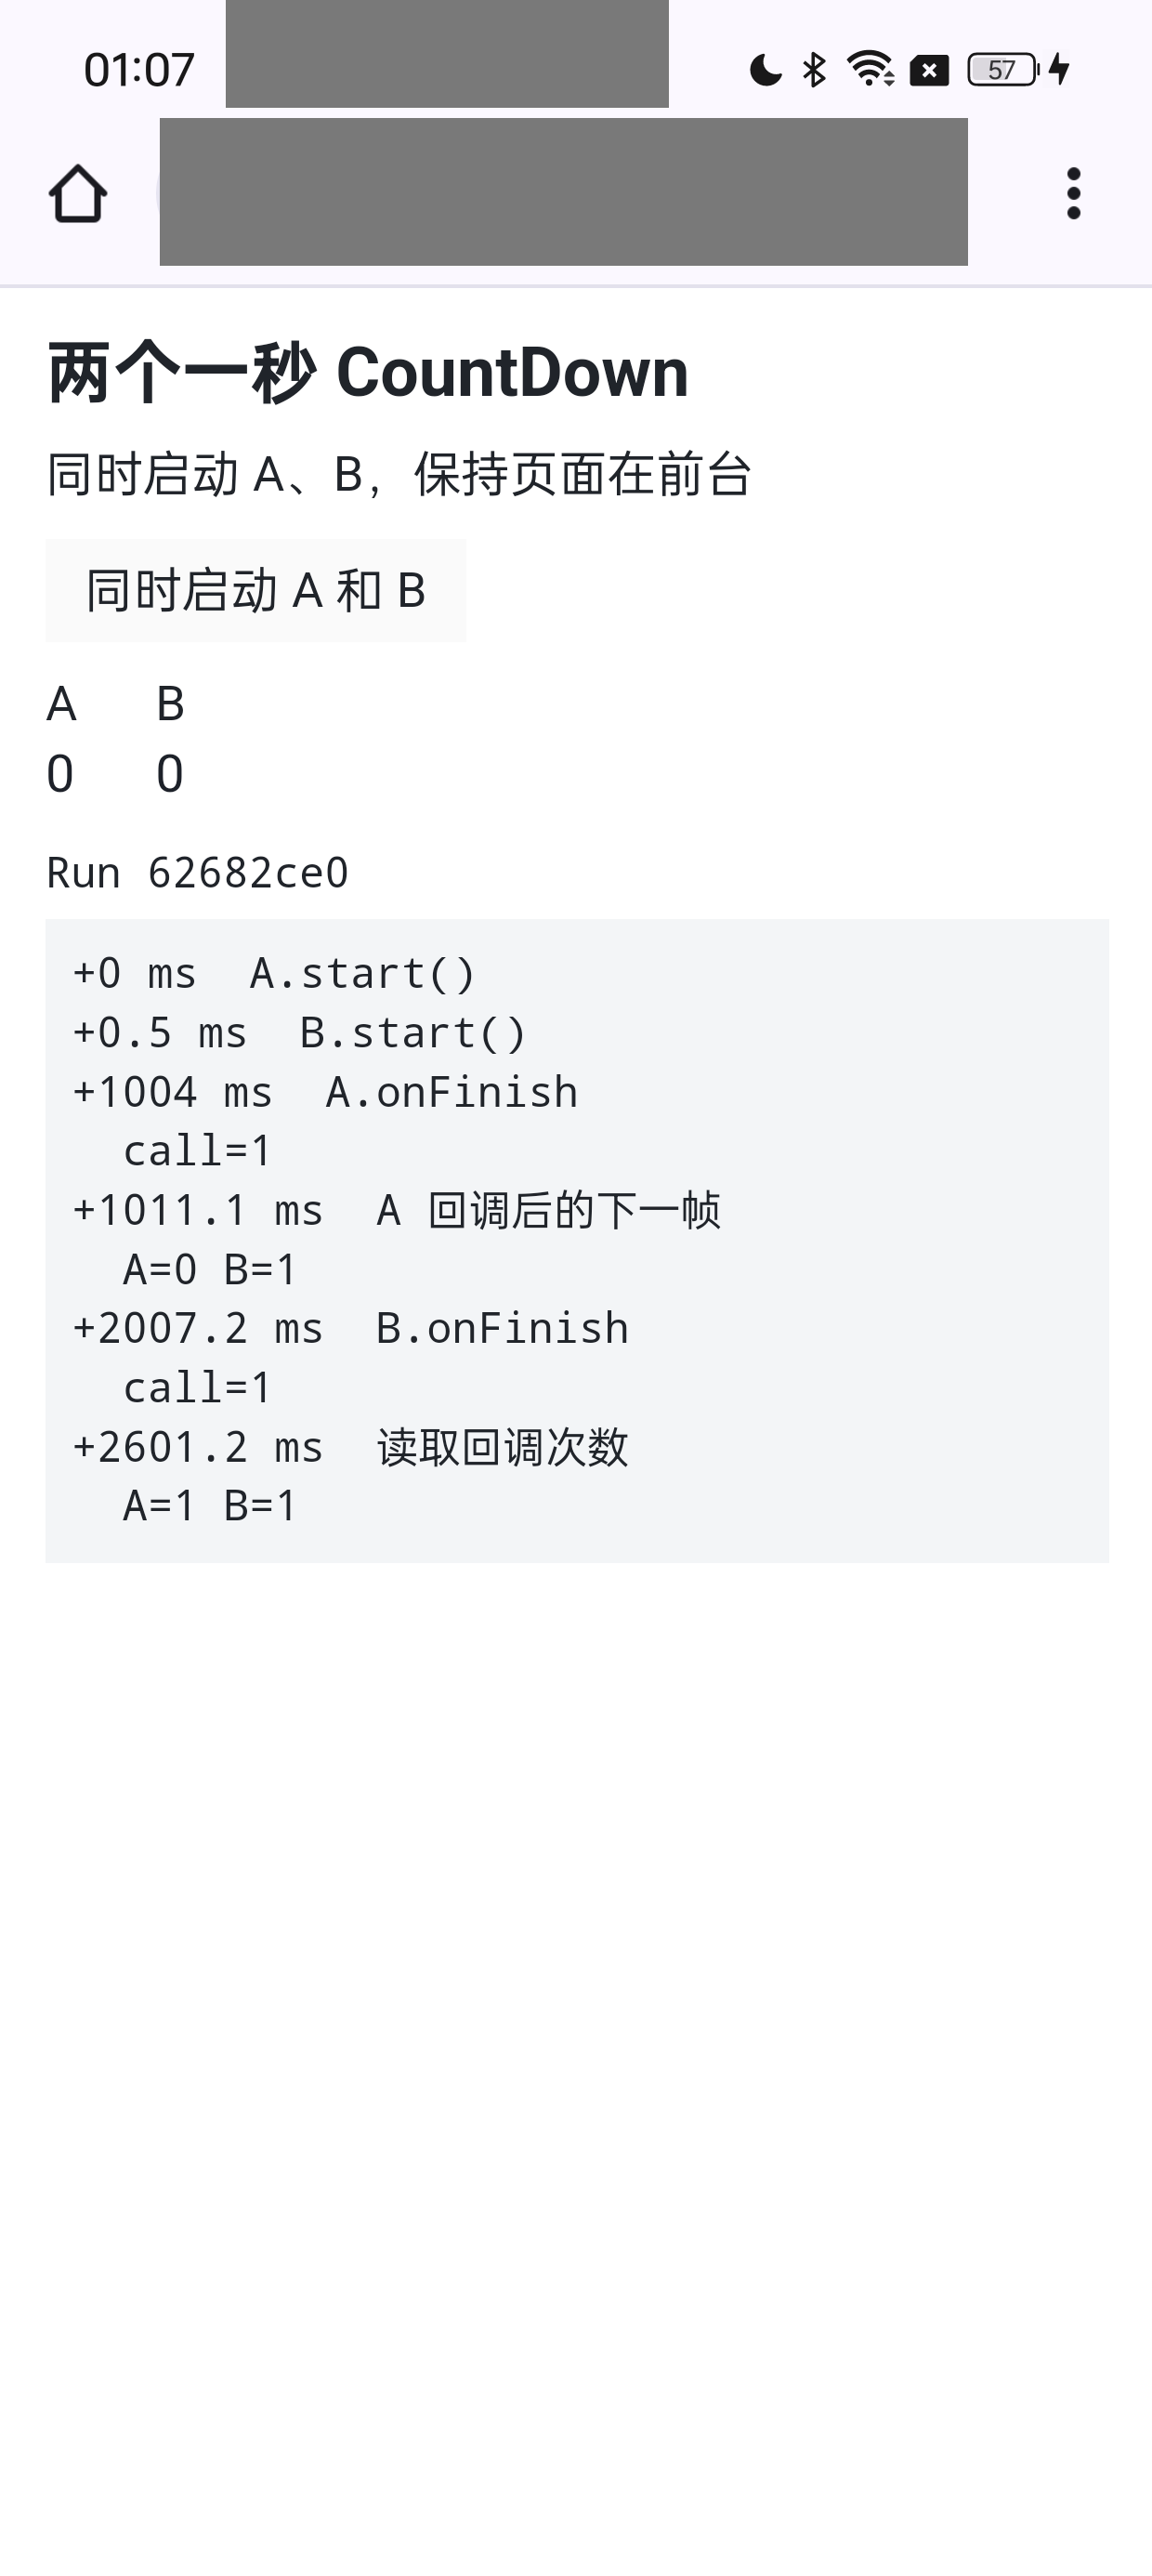 01:07
57
两个一秒 CountDown
同时启动 A、B，保持页面在前台
同时启动 A 和 B
A B
0 0
Run 62682ce0
+0 ms  A.start()
+0.5 ms  B.start()
+1004 ms  A.onFinish
call=1
+1011.1 ms  A 回调后的下一帧
A=0 B=1
+2007.2 ms  B.onFinish
call=1
+2601.2 ms  读取回调次数
A=1 B=1